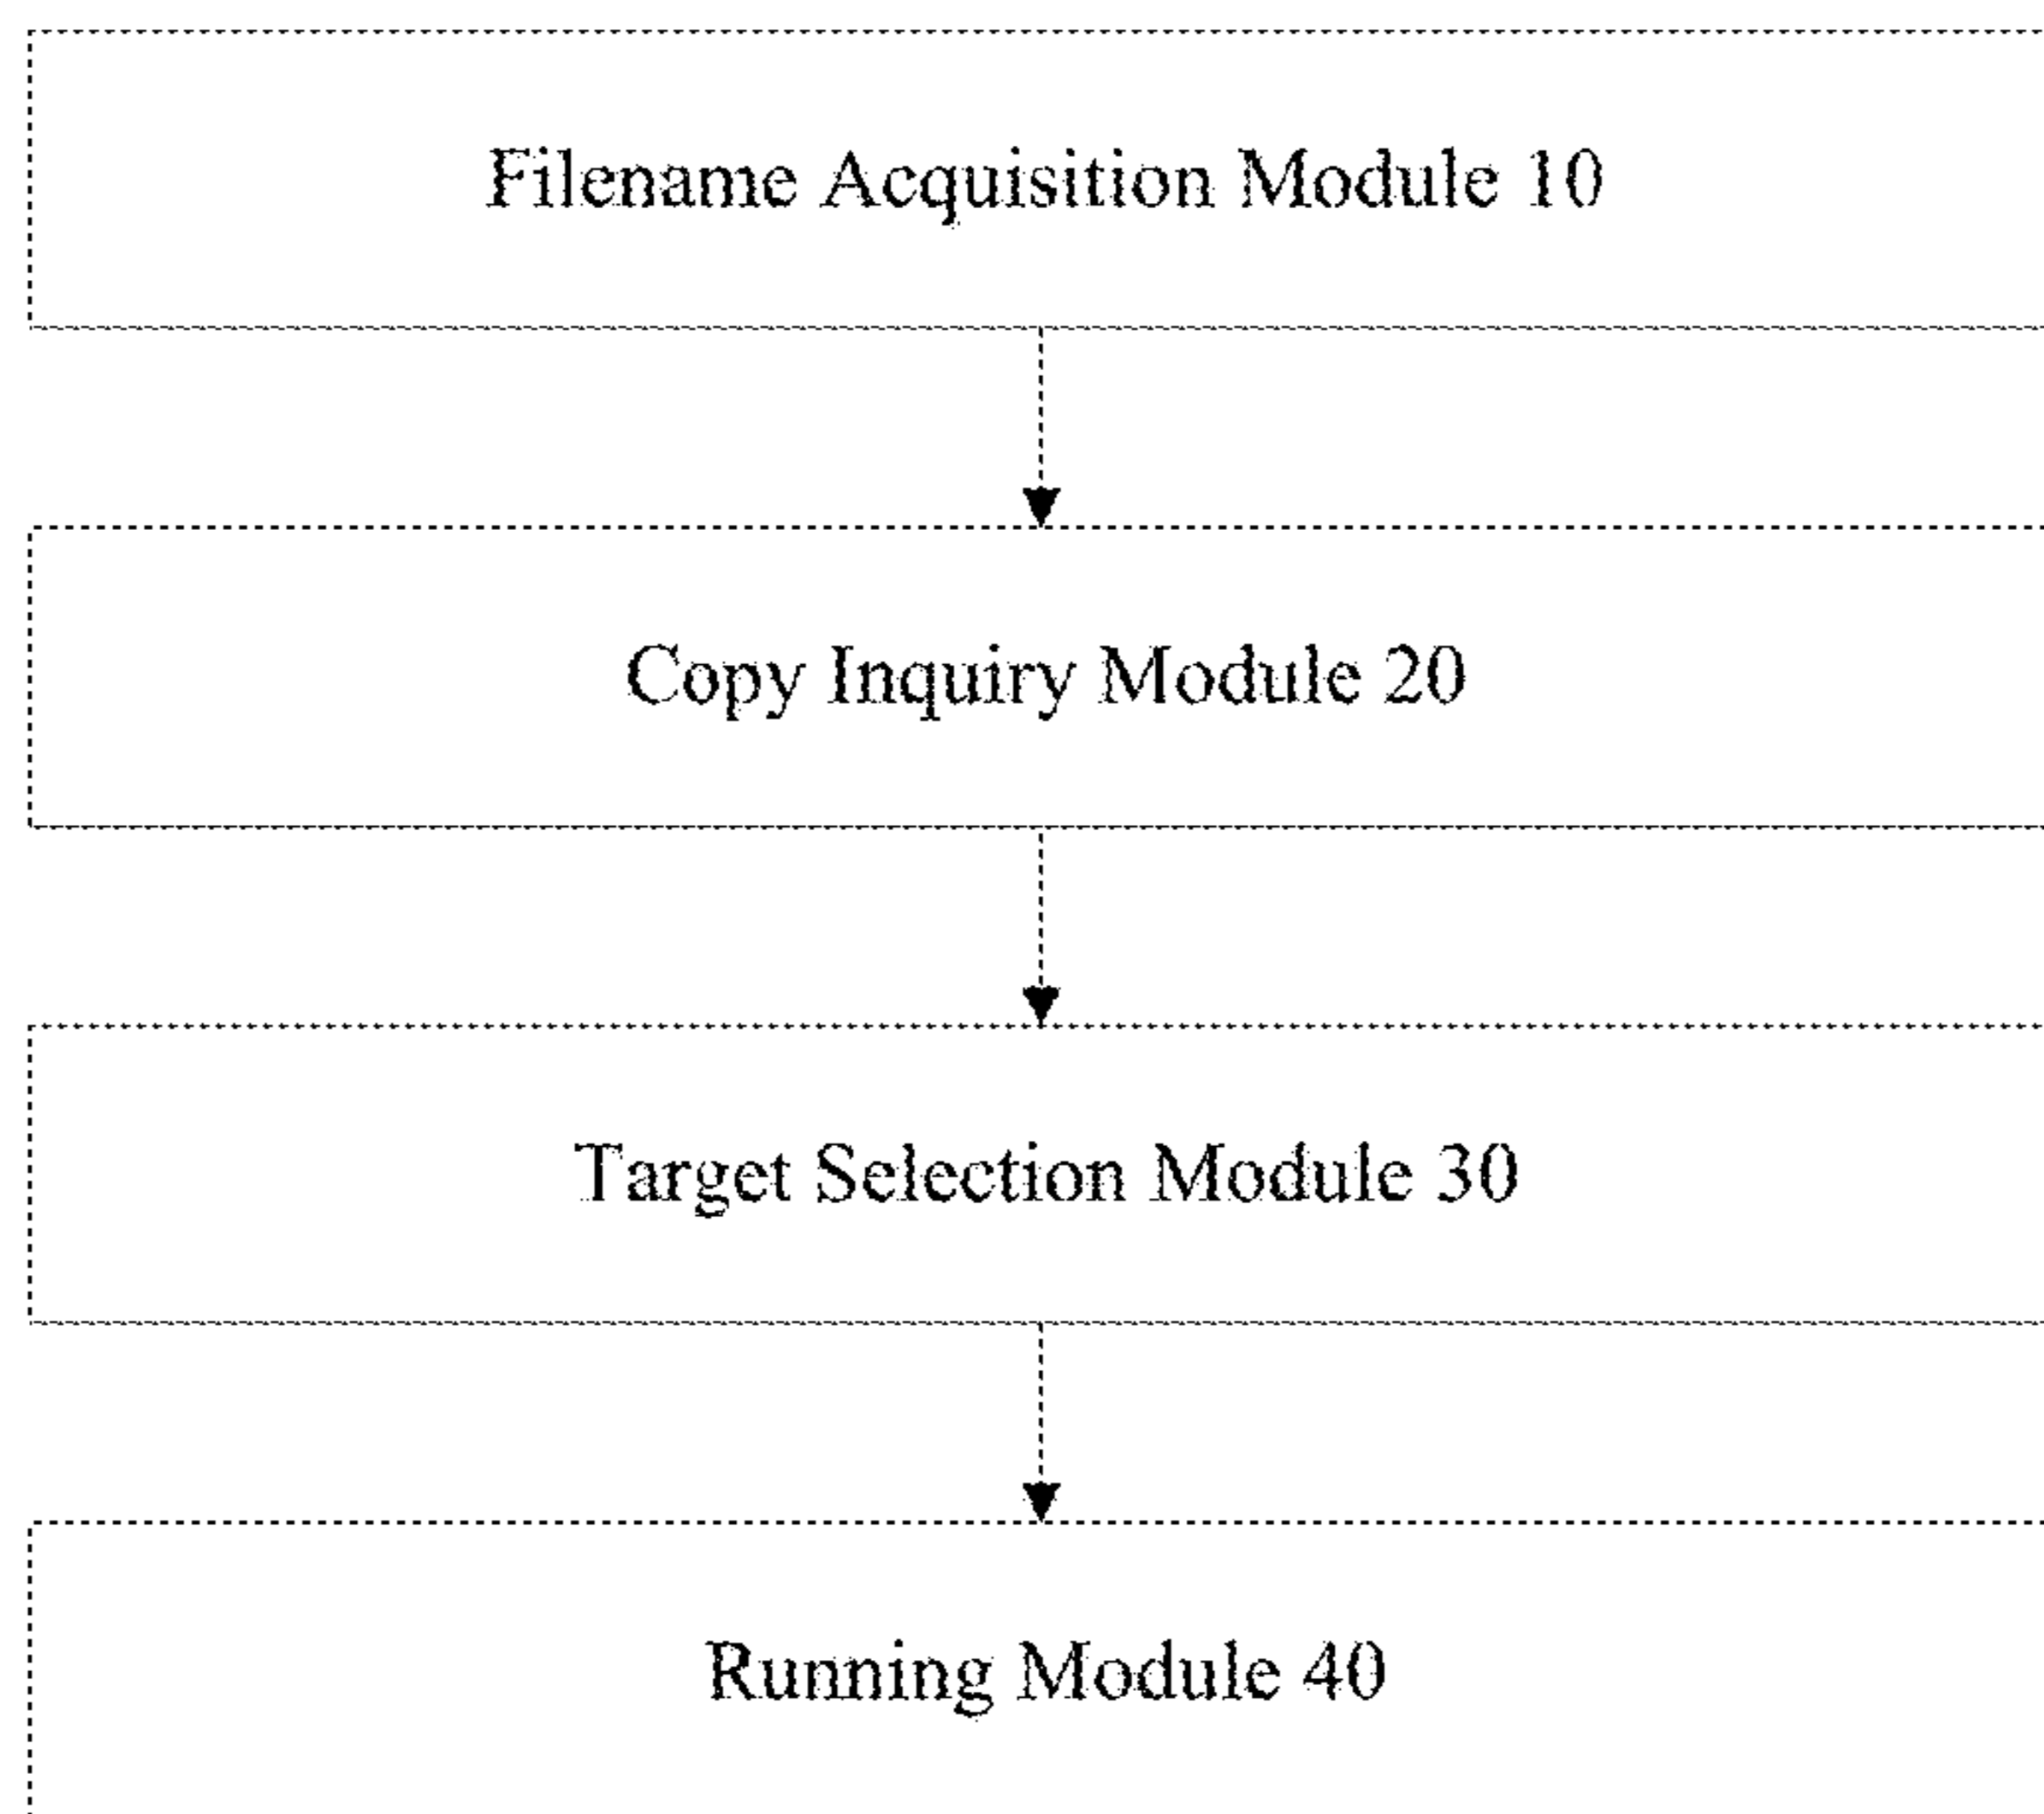 Filename Acquisition Module 10
Copy Inquiry Module 20
Target Selection Module 30
Running Module 40